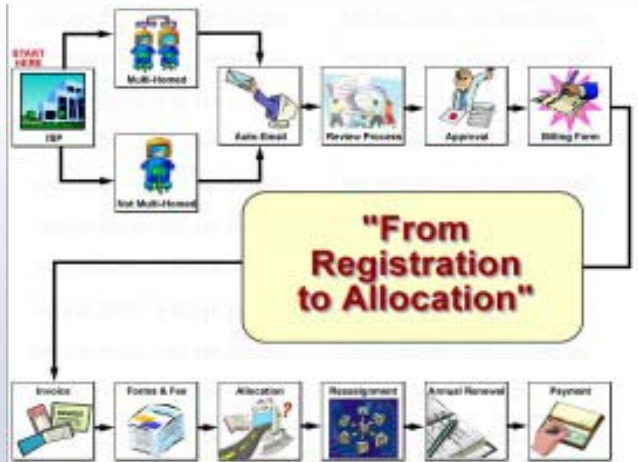 START
HERE
ISP
Multi-Homed
Not Multi-Homed
Auto-Email
Review Process
Approval
Billing Form
"From
Registration
to Allocation"
Invoice
Forms & Fee
Allocation
Reassignment
Annual Renewal
Payment